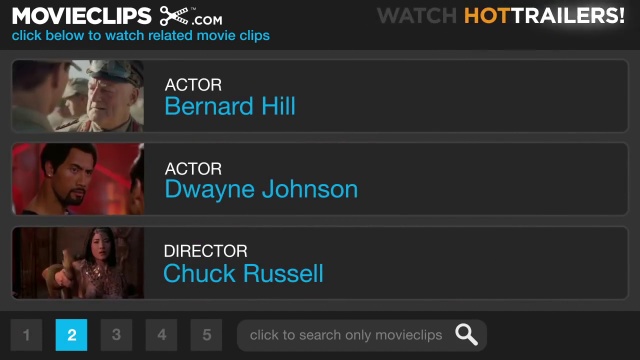 MOVIECLIPS™.COM
WATCH HOTTRAILERS!
click below to watch related movie clips
ACTOR
Bernard Hill
ACTOR
Dwayne Johnson
DIRECTOR
Chuck Russell
1 2 3 4 5 click to search only movieclips